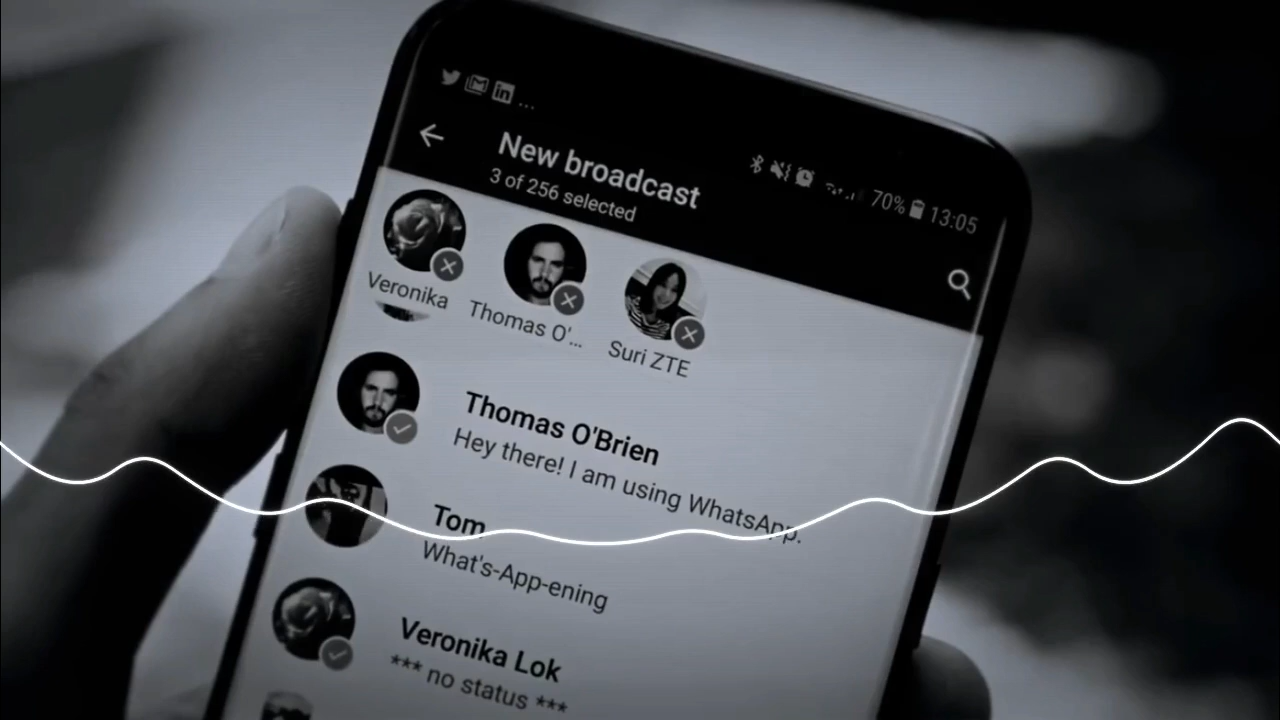 in ...
70% 13:05
New broadcast
3 of 256 selected
Veronika
Thomas O'...
Suri ZTE
Thomas O'Brien
Hey there! I am using WhatsApp.
Tom
What's-App-ening
Veronika Lok
*** no status ***